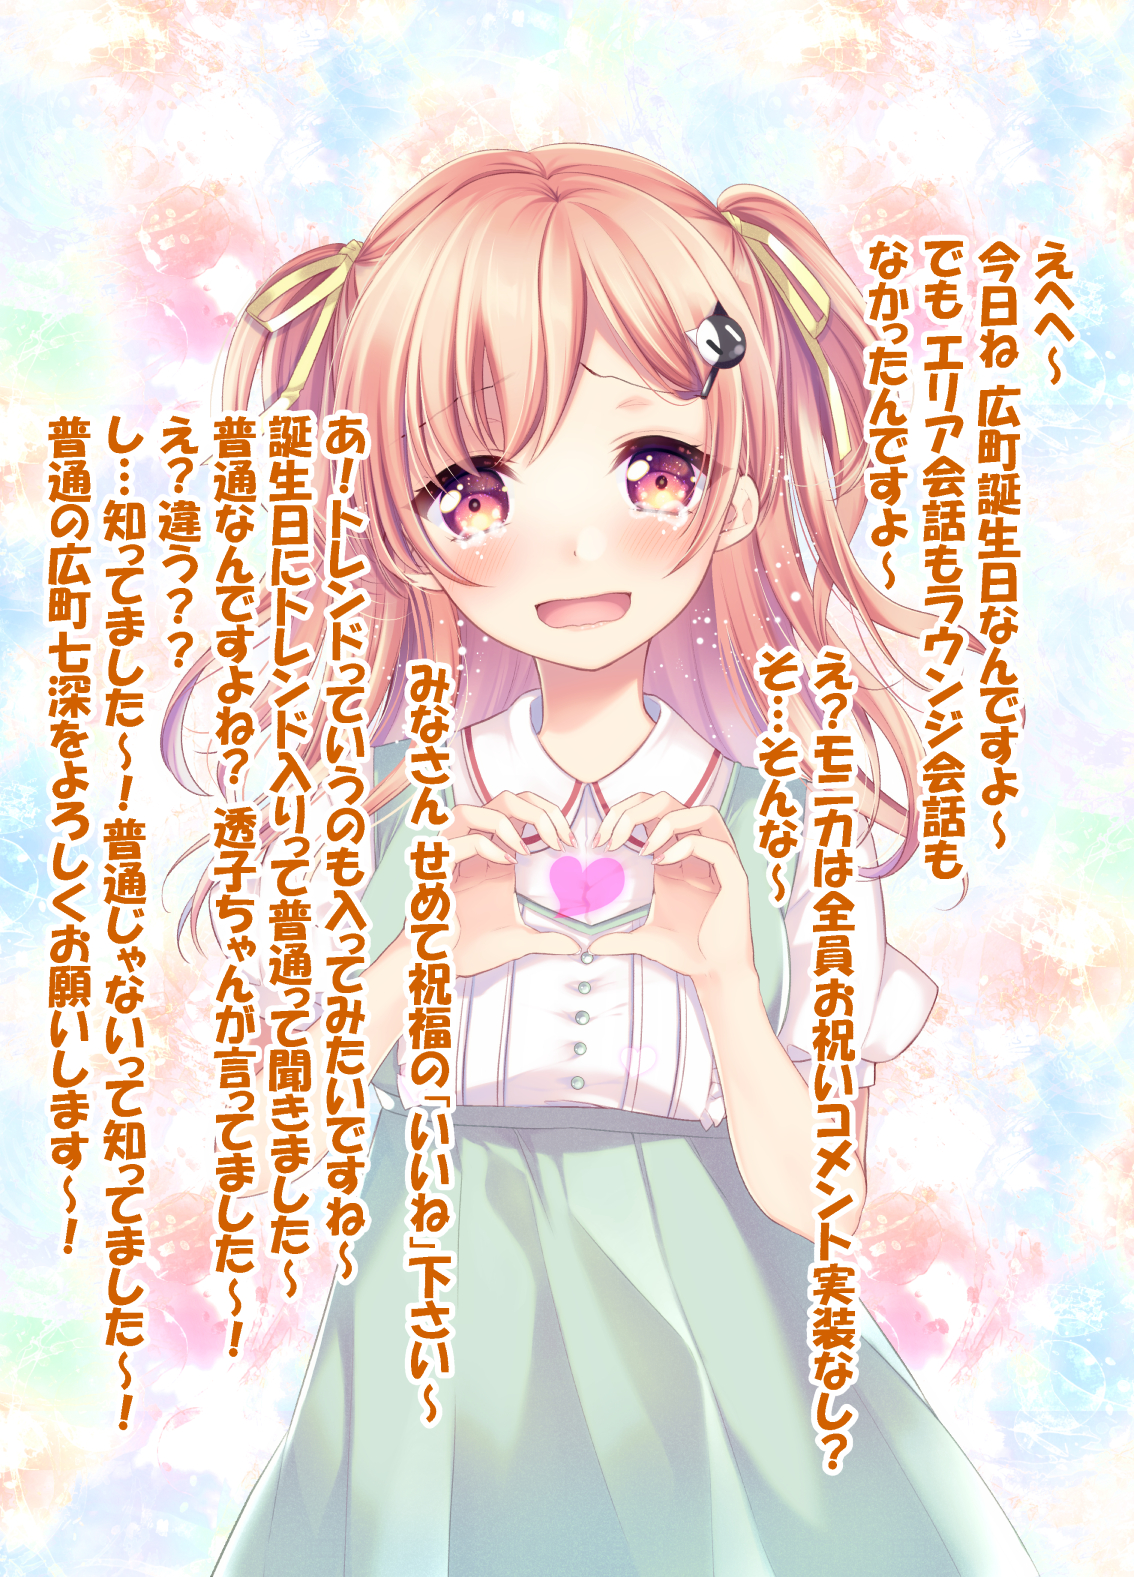 えへへ～
今日ね 広町誕生日なんですよ～
でも エリア会話もラウンジ会話も
なかったんですよ～
え？モニカは全員お祝いコメント実装なし？
そ…そんな～
みなさん せめて祝福の「いいね」下さい～
あ！トレンドっていうのも入ってみたいですね～
誕生日にトレンド入りって普通って聞きました～
普通なんですよね？ 透子ちゃんが言ってました～！
え？違う？？
し…知ってました～！普通じゃないって知ってました～！
普通の広町七深をよろしくお願いします～！